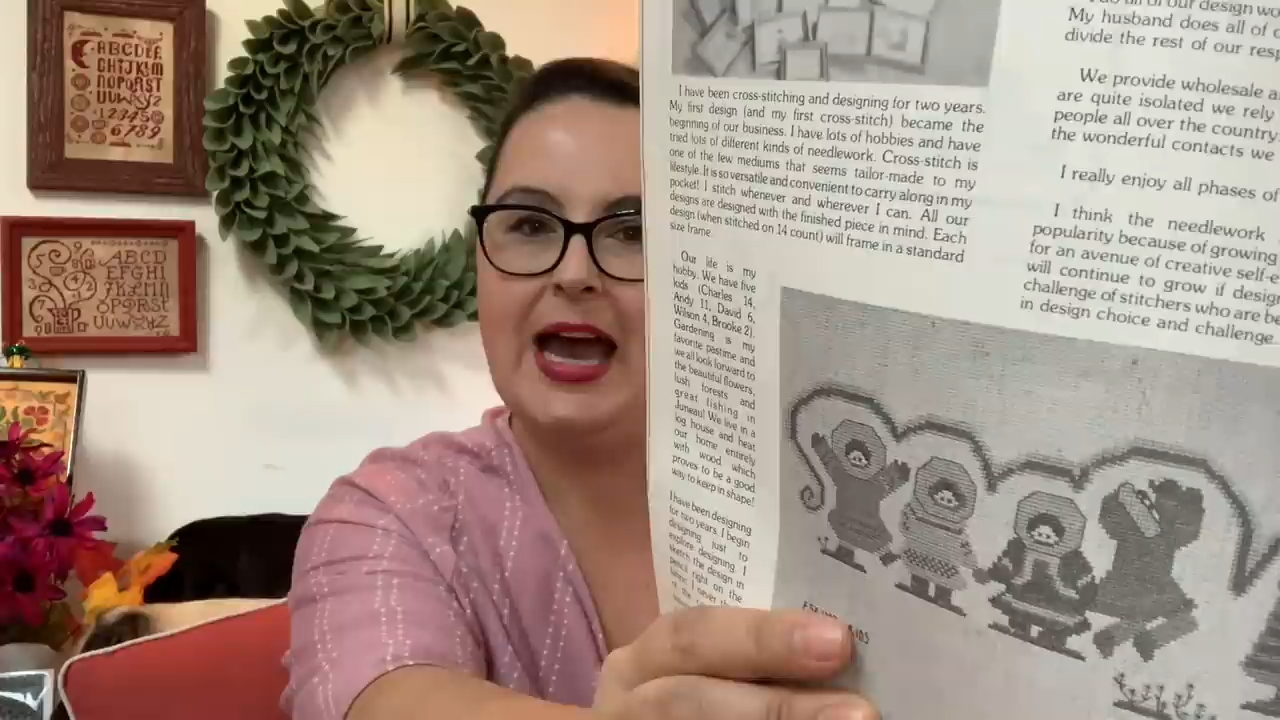 ABCDEF
GHIJKLM
NOPQRST
UVWXYZ
12345
6789
ABCD
EFGHI
JKLMN
OPQRST
UVWXYZ
I have been cross-stitching and designing for two years.
My first design (and my first cross-stitch) became the
beginning of our business. I have lots of hobbies and have
tried lots of different kinds of needlework. Cross-stitch is
one of the few mediums that seems tailor-made to my
lifestyle. It is so versatile and convenient to carry along in my
pocket! I stitch whenever and wherever I can. All our
designs are designed with the finished piece in mind. Each
design (when stitched on 14 count) will frame in a standard
size frame.
Our life is my
hobby. We have five
kids (Charles 14,
Andy 11, David 6,
Wilson 4, Brooke 2).
Gardening is my
favorite pastime and
we all look forward to
the beautiful flowers,
lush forests and
great fishing in
Juneau! We live in a
log house and heat
our home entirely
with wood which
proves to be a good
way to keep in shape!
I have been designing
for two years. I begin
designing just to
explore designing. I
sketch the design in
pencil right on the
I do all of our design wo
My husband does all of
divide the rest of our res
We provide wholesale a
are quite isolated we rely
people all over the country
the wonderful contacts we
I really enjoy all phases of
I think the needlework
popularity because of growing
for an avenue of creative self-e
will continue to grow if desig
challenge of stitchers who are be
in design choice and challenge.